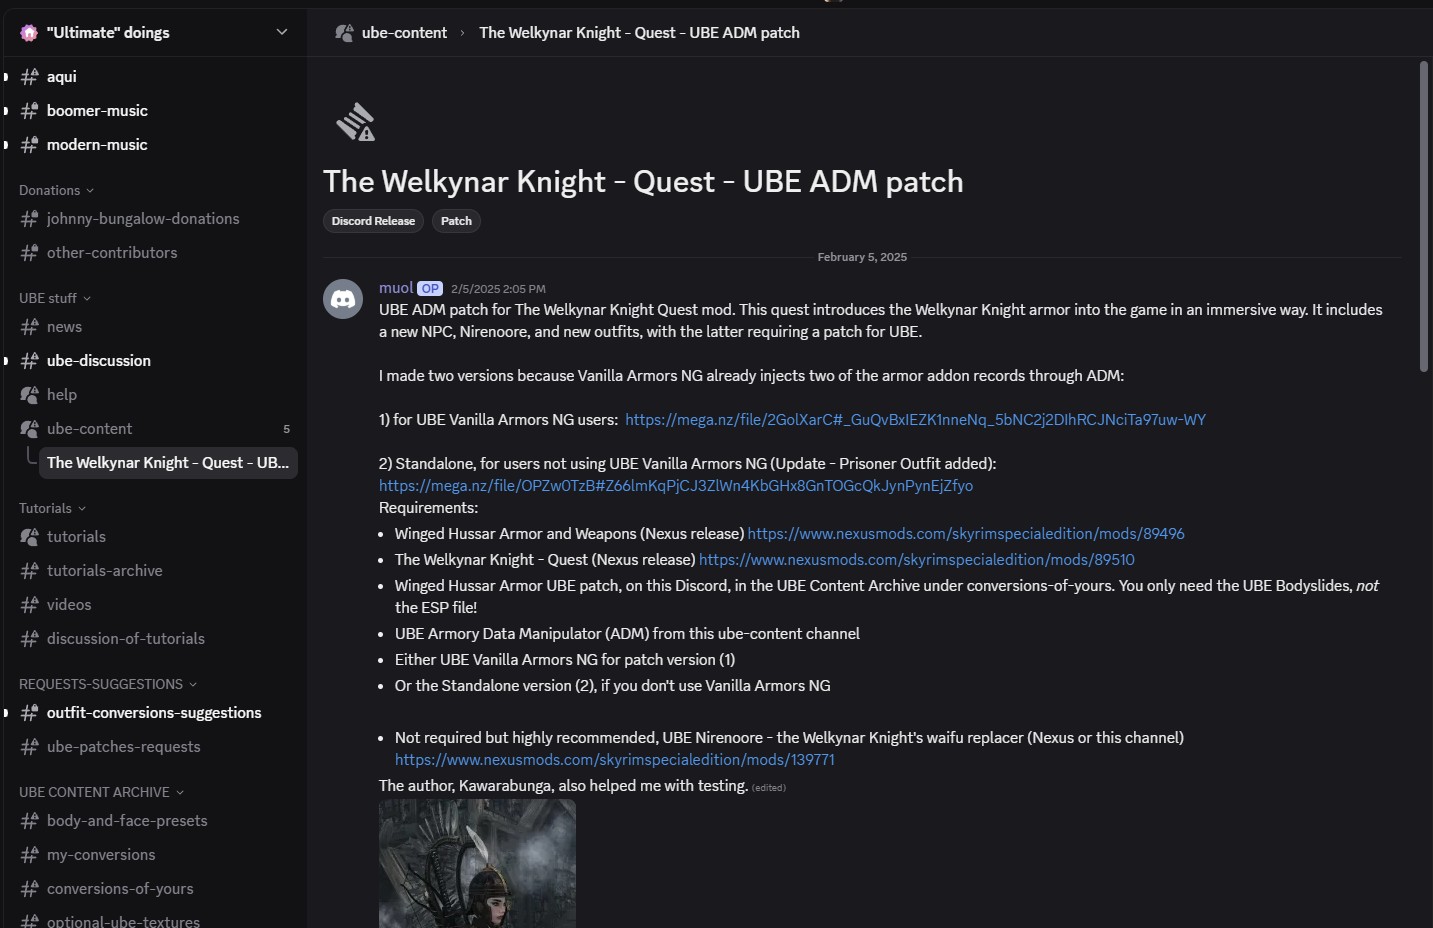 "Ultimate" doings
aqui
boomer-music
modern-music
Donations
johnny-bungalow-donations
other-contributors
UBE stuff
news
ube-discussion
help
ube-content 5
The Welkynar Knight - Quest - UB...
Tutorials
tutorials
tutorials-archive
videos
discussion-of-tutorials
REQUESTS-SUGGESTIONS
outfit-conversions-suggestions
ube-patches-requests
UBE CONTENT ARCHIVE
body-and-face-presets
my-conversions
conversions-of-yours
optional-ube-textures
ube-content › The Welkynar Knight - Quest - UBE ADM patch
The Welkynar Knight - Quest - UBE ADM patch
Discord Release Patch
February 5, 2025
muol OP 2/5/2025 2:05 PM
UBE ADM patch for The Welkynar Knight Quest mod. This quest introduces the Welkynar Knight armor into the game in an immersive way. It includes
a new NPC, Nirenoore, and new outfits, with the latter requiring a patch for UBE.
I made two versions because Vanilla Armors NG already injects two of the armor addon records through ADM:
1) for UBE Vanilla Armors NG users: https://mega.nz/file/2GolXarC#_GuQvBxIEZK1nneNq_5bNC2j2DIhRCJNciTa97uw-WY
2) Standalone, for users not using UBE Vanilla Armors NG (Update - Prisoner Outfit added):
https://mega.nz/file/OPZw0TzB#Z66lmKqPjCJ3ZlWn4KbGHx8GnTOGcQkJynPynEjZfyo
Requirements:
• Winged Hussar Armor and Weapons (Nexus release) https://www.nexusmods.com/skyrimspecialedition/mods/89496
• The Welkynar Knight - Quest (Nexus release) https://www.nexusmods.com/skyrimspecialedition/mods/89510
• Winged Hussar Armor UBE patch, on this Discord, in the UBE Content Archive under conversions-of-yours. You only need the UBE Bodyslides, not
the ESP file!
• UBE Armory Data Manipulator (ADM) from this ube-content channel
• Either UBE Vanilla Armors NG for patch version (1)
• Or the Standalone version (2), if you don't use Vanilla Armors NG
• Not required but highly recommended, UBE Nirenoore - the Welkynar Knight's waifu replacer (Nexus or this channel)
https://www.nexusmods.com/skyrimspecialedition/mods/139771
The author, Kawarabunga, also helped me with testing. (edited)